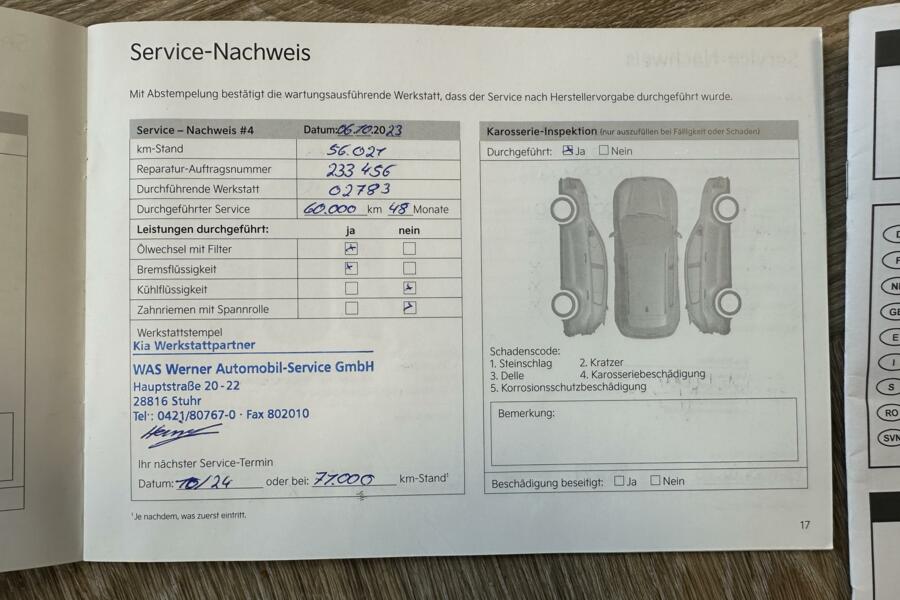 Service-Nachweis
Mit Abstempelung bestätigt die wartungsausführende Werkstatt, dass der Service nach Herstellervorgabe durchgeführt wurde.
Service – Nachweis #4 Datum: 06.10.2023
km-Stand 56.027
Reparatur-Auftragsnummer 233 456
Durchführende Werkstatt 02783
Durchgeführter Service 60.000 km 48 Monate
Leistungen durchgeführt: ja nein
Ölwechsel mit Filter
Bremsflüssigkeit
Kühlflüssigkeit
Zahnriemen mit Spannrolle
Werkstattstempel
Kia Werkstattpartner
WAS Werner Automobil-Service GmbH
Hauptstraße 20-22
28816 Stuhr
Tel.: 0421/80767-0 · Fax 802010
Ihr nächster Service-Termin
Datum: 10/24 oder bei: 77.000 km-Stand¹
¹Je nachdem, was zuerst eintritt.
Karosserie-Inspektion (nur auszufüllen bei Fälligkeit oder Schaden)
Durchgeführt: Ja Nein
Schadenscode:
1. Steinschlag 2. Kratzer
3. Delle 4. Karosseriebeschädigung
5. Korrosionsschutzbeschädigung
Bemerkung:
Beschädigung beseitigt: Ja Nein
17
NI
GE
E
I
S
RO
SVN